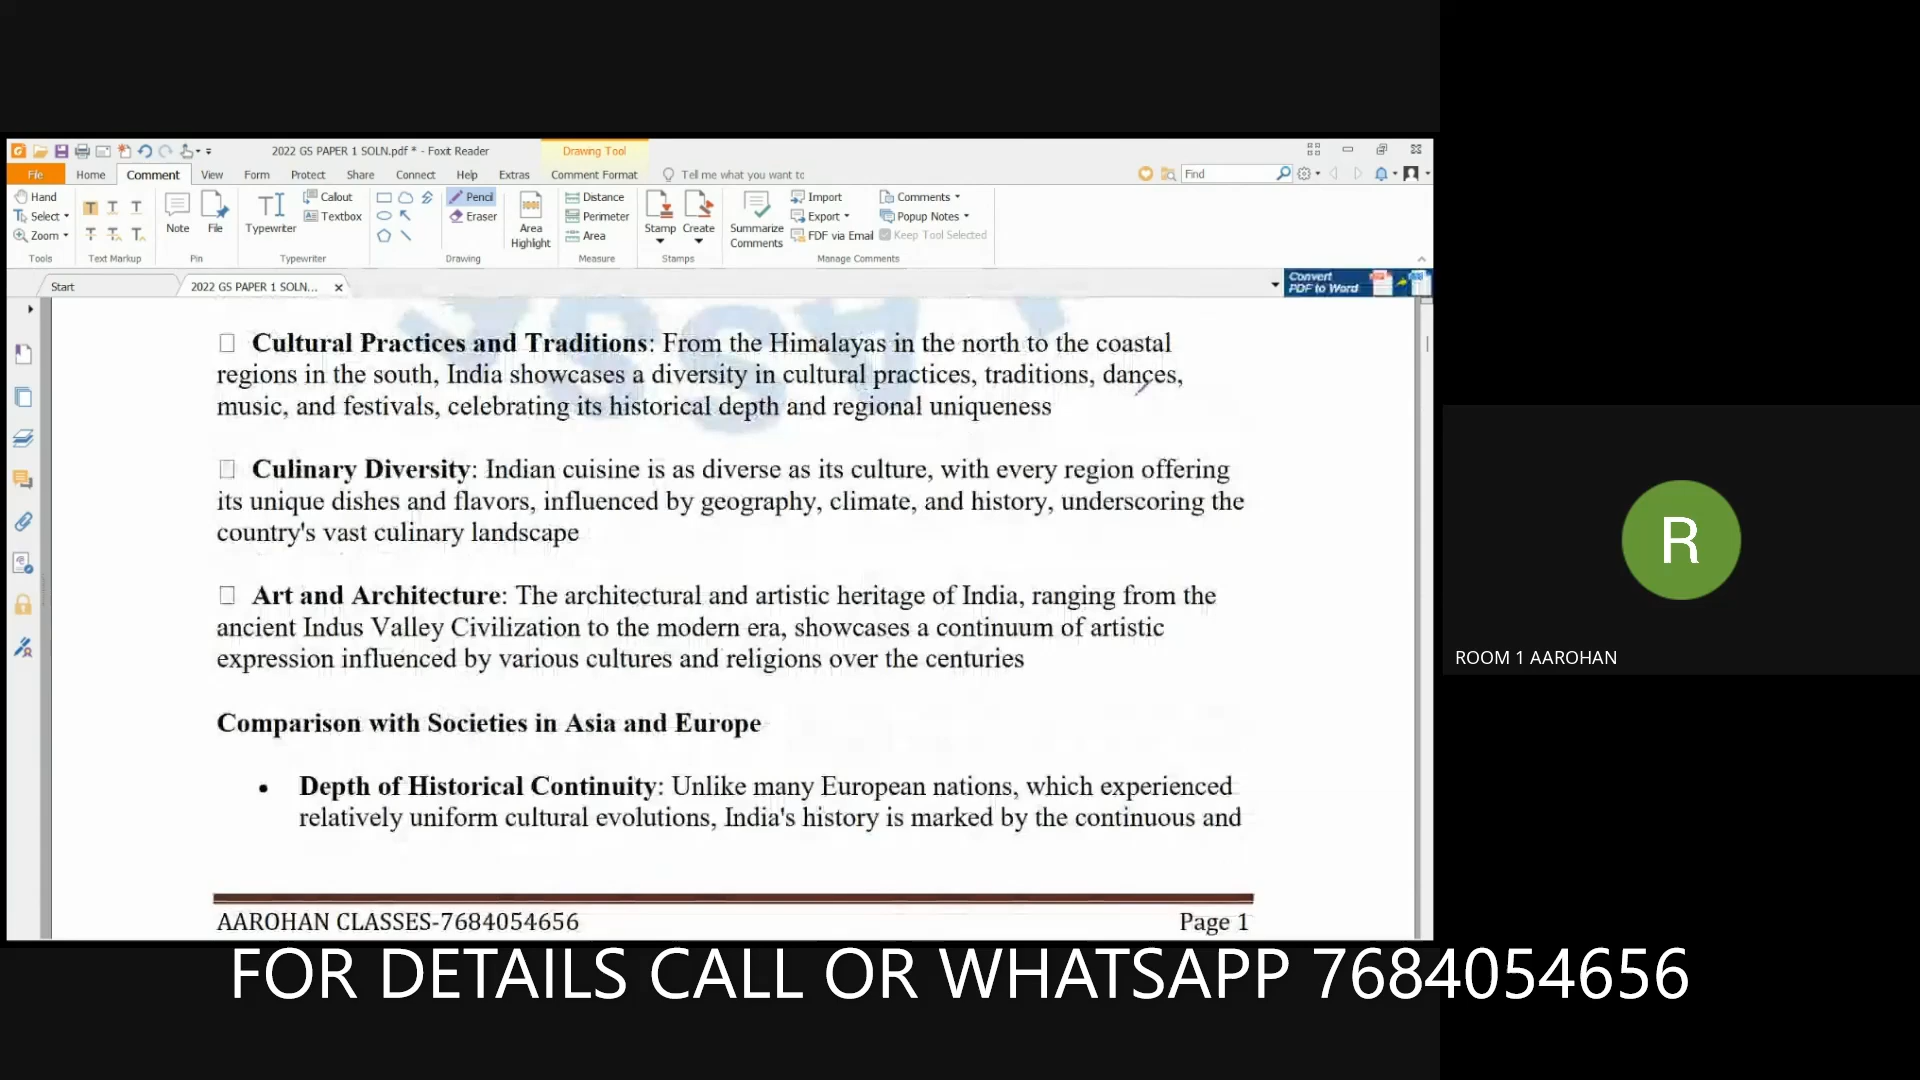 2022 GS PAPER 1 SOLN.pdf * - Foxit Reader
Drawing Tool
File
Home
Comment
View
Form
Protect
Share
Connect
Help
Extras
Comment Format
Tell me what you want to
Find
Hand
Select
Zoom
Tools
Text Markup
Note
File
Pin
Typewriter
Callout
Textbox
Typewriter
Pencil
Eraser
Drawing
Area
Highlight
Distance
Perimeter
Area
Measure
Stamp
Create
Stamps
Summarize
Comments
Import
Export
FDF via Email
Comments
Popup Notes
Keep Tool Selected
Manage Comments
Start
2022 GS PAPER 1 SOLN...
Convert
PDF to Word
Cultural Practices and Traditions: From the Himalayas in the north to the coastal
regions in the south, India showcases a diversity in cultural practices, traditions, dances,
music, and festivals, celebrating its historical depth and regional uniqueness
Culinary Diversity: Indian cuisine is as diverse as its culture, with every region offering
its unique dishes and flavors, influenced by geography, climate, and history, underscoring the
country's vast culinary landscape
Art and Architecture: The architectural and artistic heritage of India, ranging from the
ancient Indus Valley Civilization to the modern era, showcases a continuum of artistic
expression influenced by various cultures and religions over the centuries
Comparison with Societies in Asia and Europe
• Depth of Historical Continuity: Unlike many European nations, which experienced
relatively uniform cultural evolutions, India's history is marked by the continuous and
AAROHAN CLASSES-7684054656
Page 1
R
ROOM 1 AAROHAN
FOR DETAILS CALL OR WHATSAPP 7684054656